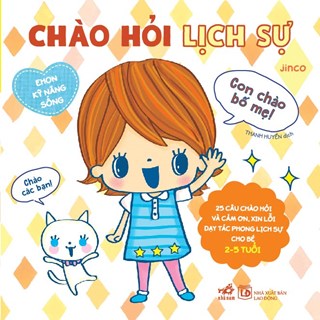 CHÀO HỎI LỊCH SỰ
jinco
EHON
KỸ NĂNG
SỐNG
Con chào
bố mẹ!
THANH HUYỀN dịch
Chào
các bạn!
25 CÂU CHÀO HỎI
VÀ CẢM ƠN, XIN LỖI
DẠY TÁC PHONG LỊCH SỰ
CHO BÉ
2-5 TUỔI
nhã nam
NHÀ XUẤT BẢN
LAO ĐỘNG